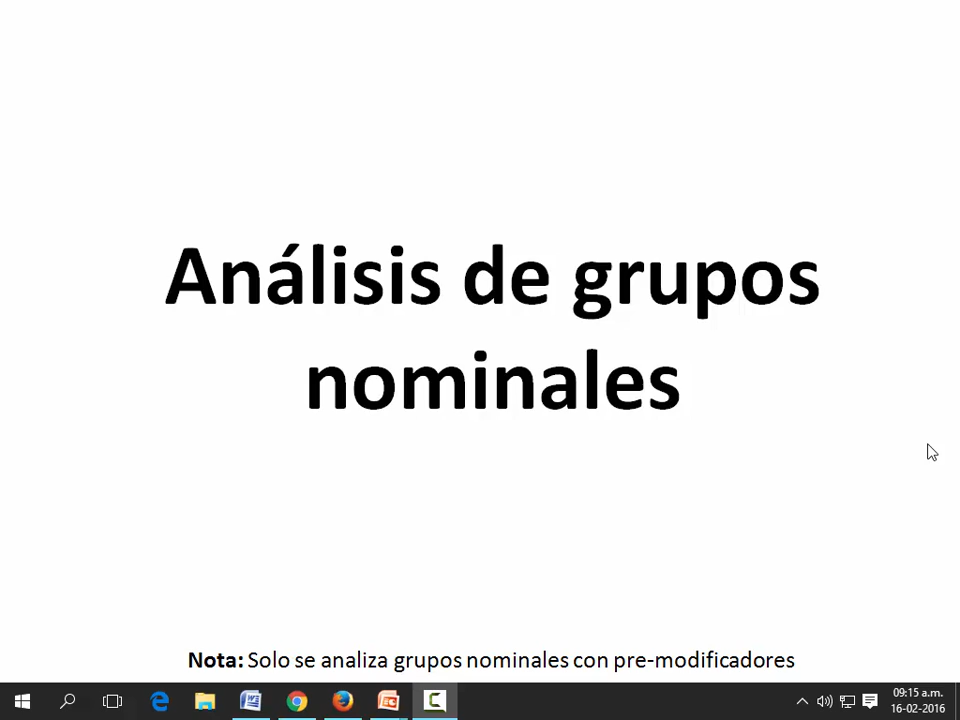 Análisis de grupos
nominales
Nota: Solo se analiza grupos nominales con pre-modificadores
09:15 a.m.
16-02-2016